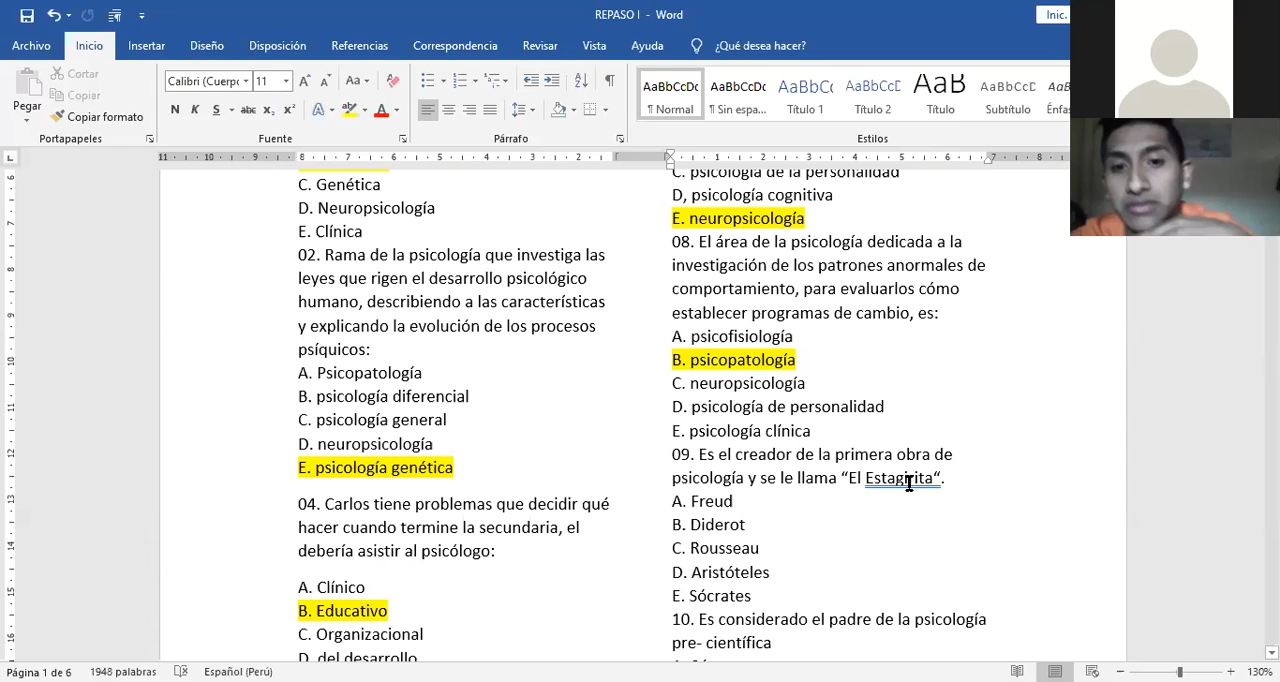 REPASO I - Word
Inic.
Archivo Inicio Insertar Diseño Disposición Referencias Correspondencia Revisar Vista Ayuda ¿Qué desea hacer?
Pegar
Cortar
Copiar
Copiar formato
Portapapeles
Calibri (Cuerpo 11
Aa
N K S abc x₂ x²
Fuente
Párrafo
AaBbCcDc AaBbCcDc AaBbCc AaBbCcD AaB AaBbCcD
¶ Normal ¶ Sin espa... Título 1 Título 2 Título Subtítulo Énfas
Estilos
C. Genética
D. Neuropsicología
E. Clínica
02. Rama de la psicología que investiga las
leyes que rigen el desarrollo psicológico
humano, describiendo a las características
y explicando la evolución de los procesos
psíquicos:
A. Psicopatología
B. psicología diferencial
C. psicología general
D. neuropsicología
E. psicología genética
04. Carlos tiene problemas que decidir qué
hacer cuando termine la secundaria, el
debería asistir al psicólogo:
A. Clínico
B. Educativo
C. Organizacional
D. del desarrollo
C. psicología de la personalidad
D, psicología cognitiva
E. neuropsicología
08. El área de la psicología dedicada a la
investigación de los patrones anormales de
comportamiento, para evaluarlos cómo
establecer programas de cambio, es:
A. psicofisiología
B. psicopatología
C. neuropsicología
D. psicología de personalidad
E. psicología clínica
09. Es el creador de la primera obra de
psicología y se le llama “El Estagirita“.
A. Freud
B. Diderot
C. Rousseau
D. Aristóteles
E. Sócrates
10. Es considerado el padre de la psicología
pre- científica
Página 1 de 6 1948 palabras Español (Perú) 130%